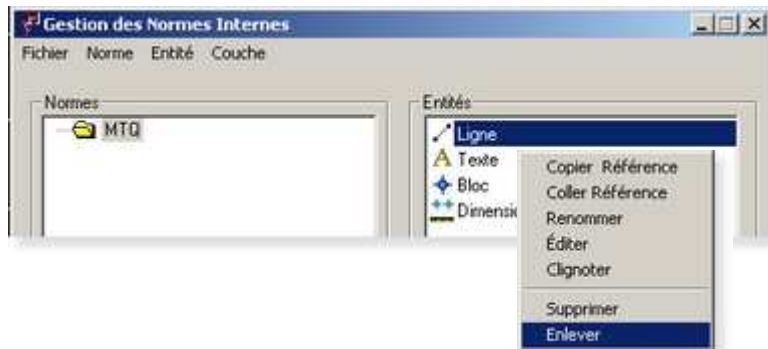 Gestion des Normes Internes
Fichier Norme Entité Couche
Normes
MTQ
Entités
Ligne
Texte
Bloc
Dimensi
Copier Référence
Coller Référence
Renommer
Éditer
Clignoter
Supprimer
Enlever